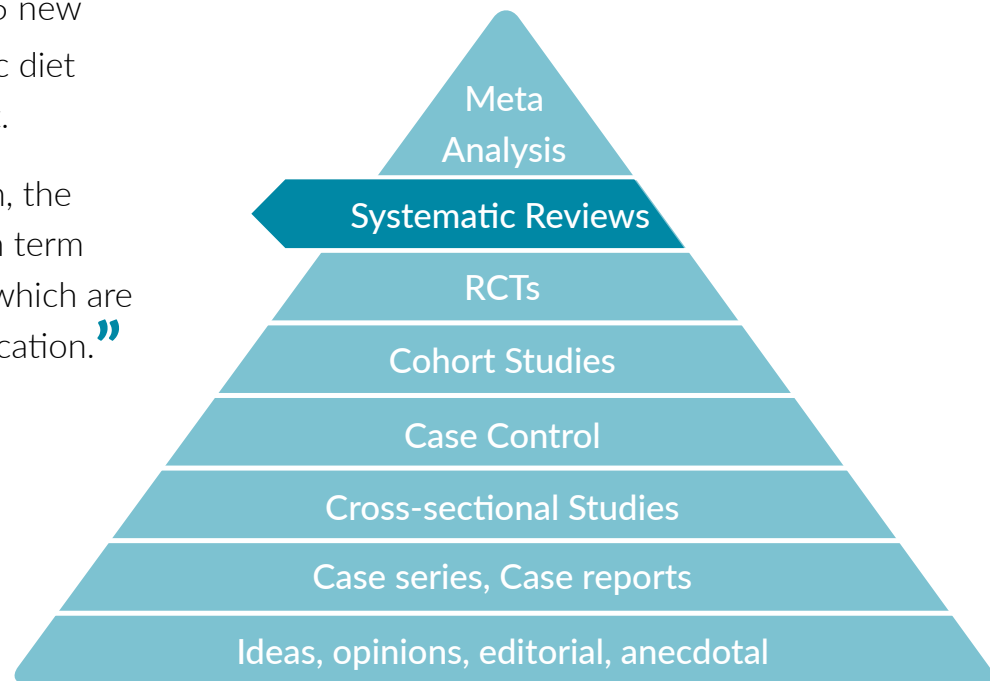 new
diet
the
term
which are
”
Meta
Analysis
Systematic Reviews
RCTs
Cohort Studies
Case Control
Cross-sectional Studies
Case series, Case reports
Ideas, opinions, editorial, anecdotal